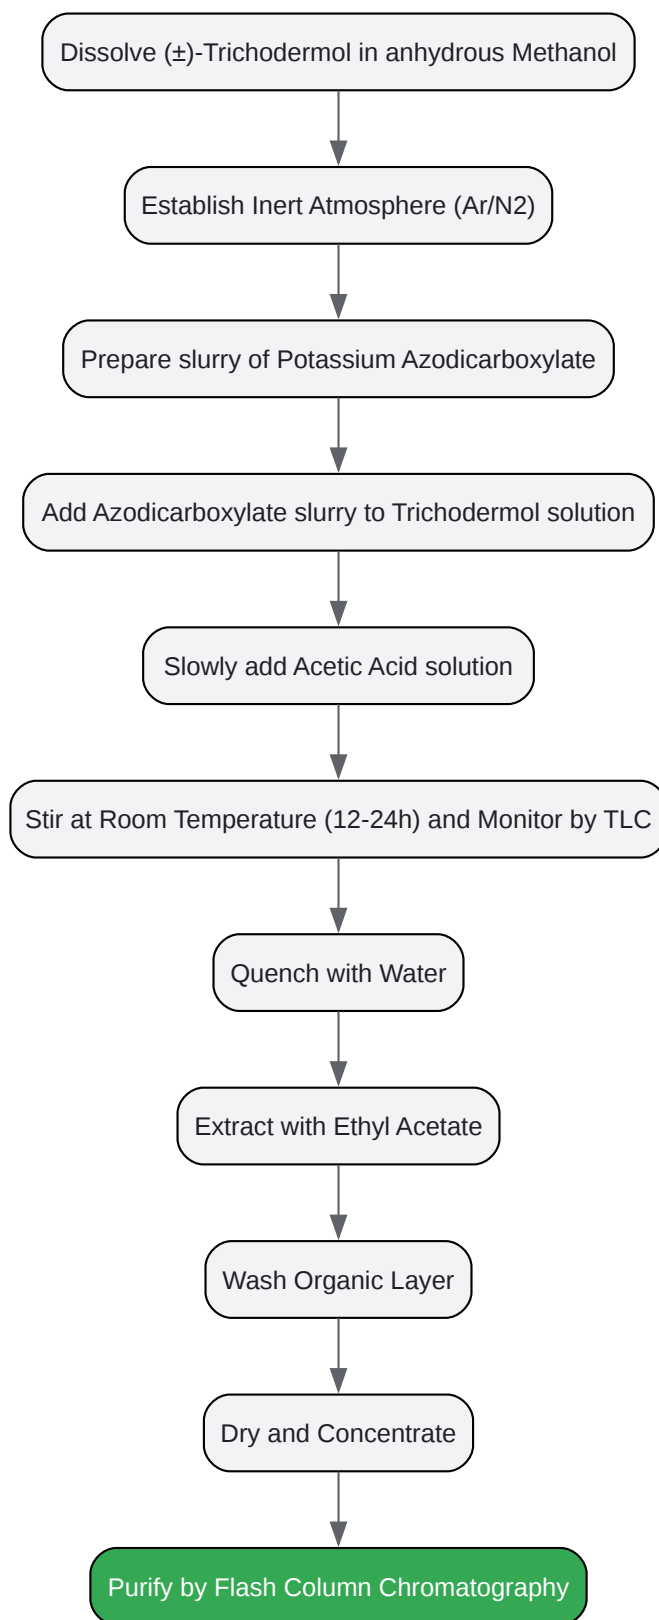 Dissolve (±)-Trichodermol in anhydrous Methanol
Establish Inert Atmosphere (Ar/N2)
Prepare slurry of Potassium Azodicarboxylate
Add Azodicarboxylate slurry to Trichodermol solution
Slowly add Acetic Acid solution
Stir at Room Temperature (12-24h) and Monitor by TLC
Quench with Water
Extract with Ethyl Acetate
Wash Organic Layer
Dry and Concentrate
Purify by Flash Column Chromatography